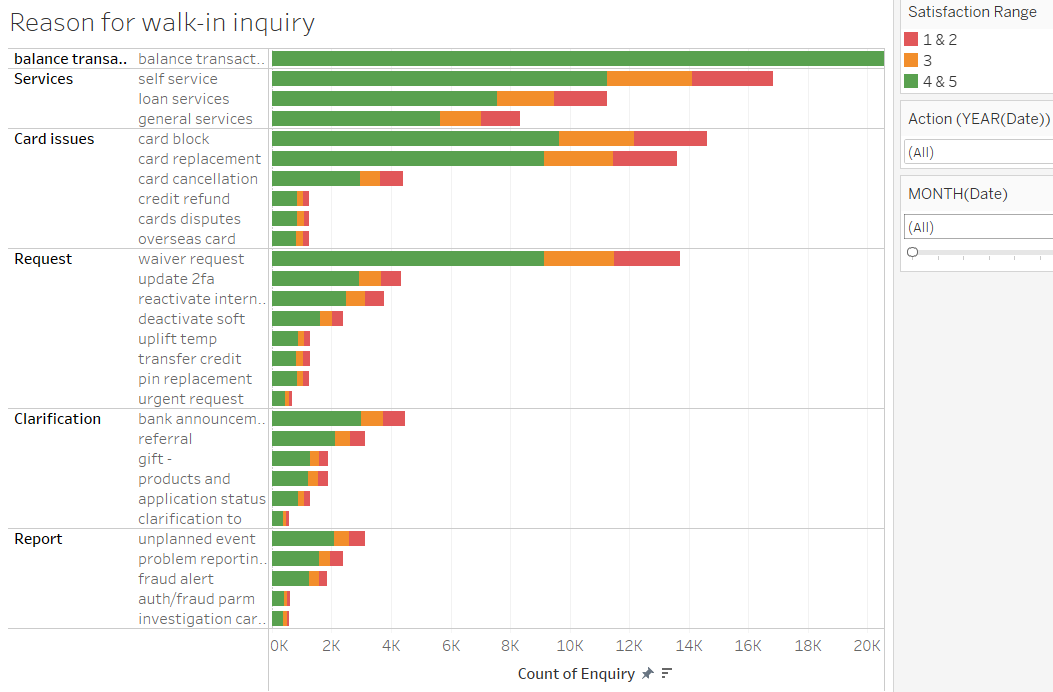 Reason for walk-in inquiry
balance transa.. balance transact..
Services self service
loan services
general services
Card issues card block
card replacement
card cancellation
credit refund
cards disputes
overseas card
Request waiver request
update 2fa
reactivate intern..
deactivate soft
uplift temp
transfer credit
pin replacement
urgent request
Clarification bank announcem..
referral
gift -
products and
application status
clarification to
Report unplanned event
problem reportin..
fraud alert
auth/fraud parm
investigation car..
0K 2K 4K 6K 8K 10K 12K 14K 16K 18K 20K
Count of Enquiry
Satisfaction Range
1 & 2
3
4 & 5
Action (YEAR(Date))
(All)
MONTH(Date)
(All)